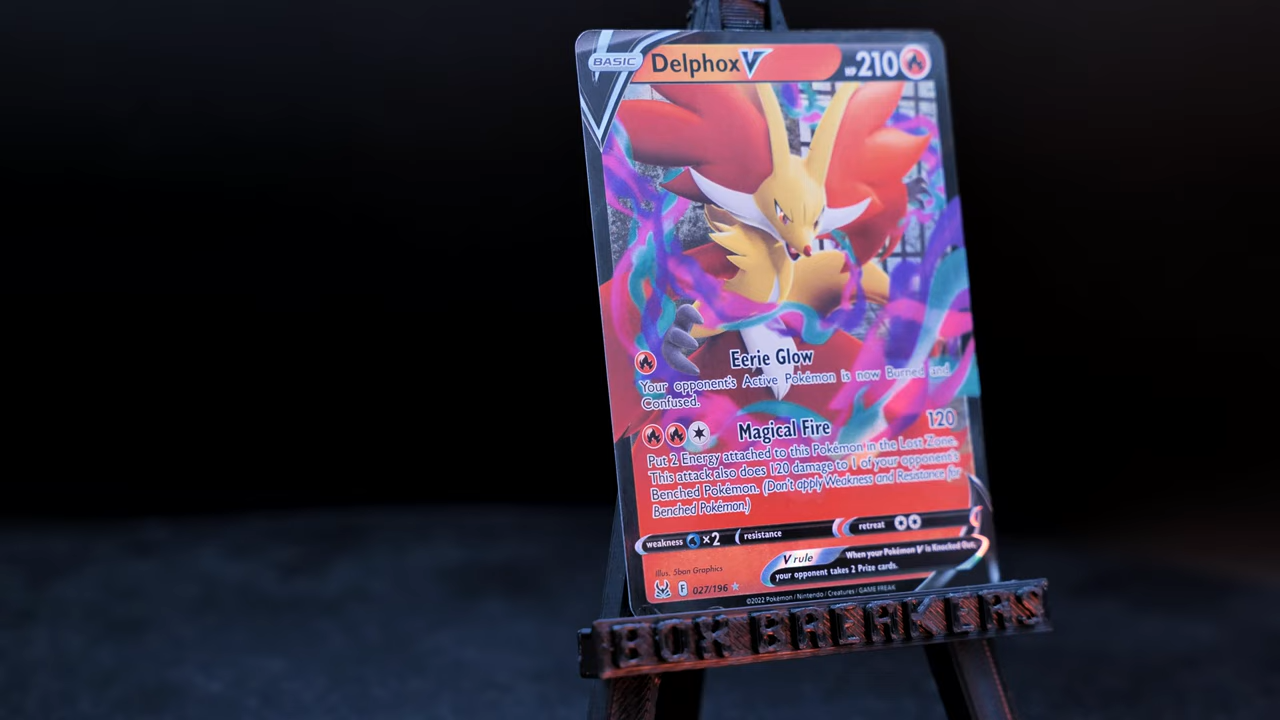 BASIC DelphoxV HP 210
Eerie Glow
Your opponent's Active Pokémon is now Burned and
Confused.
Magical Fire 120
Put 2 Energy attached to this Pokémon in the Lost Zone.
This attack also does 120 damage to 1 of your opponent's
Benched Pokémon. (Don't apply Weakness and Resistance for
Benched Pokémon.)
weakness ×2 resistance retreat
V rule When your Pokémon V is Knocked Out,
your opponent takes 2 Prize cards.
Illus. 5ban Graphics
F 027/196
©2022 Pokémon / Nintendo / Creatures / GAME FREAK
BOX BREAKERS